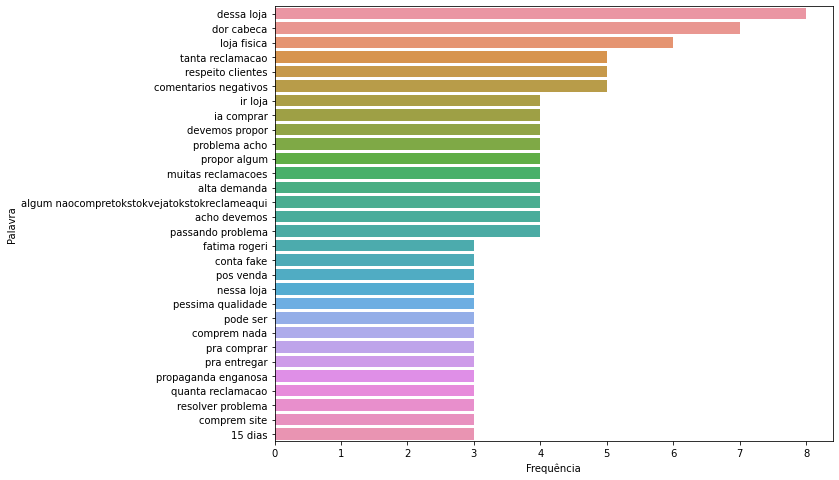 dessa loja
dor cabeca
loja fisica
tanta reclamacao
respeito clientes
comentarios negativos
ir loja
ia comprar
devemos propor
problema acho
propor algum
muitas reclamacoes
alta demanda
algum naocompretokstokvejatokstokreclameaqui
acho devemos
passando problema
fatima rogeri
conta fake
pos venda
nessa loja
pessima qualidade
pode ser
comprem nada
pra comprar
pra entregar
propaganda enganosa
quanta reclamacao
resolver problema
comprem site
15 dias
Palavra
0 1 2 3 4 5 6 7 8
Frequência